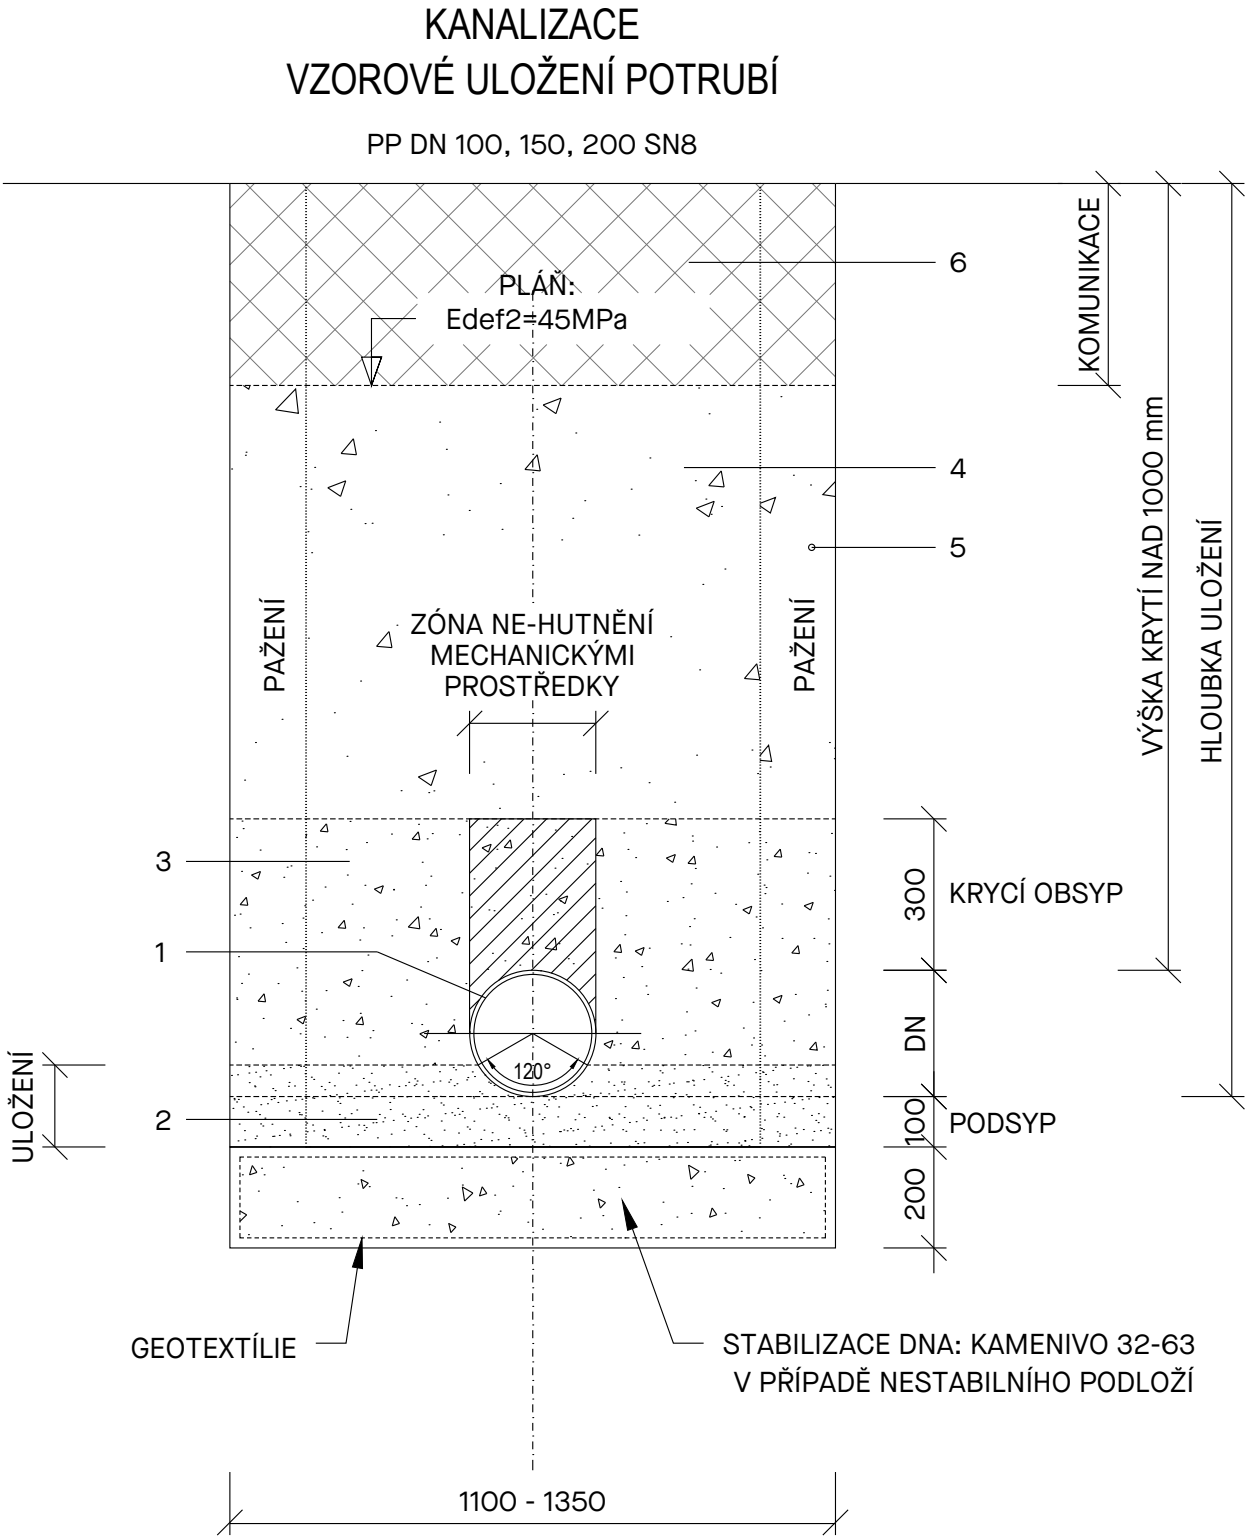 KANALIZACE
VZOROVÉ ULOŽENÍ POTRUBÍ
PP DN 100, 150, 200 SN8
6
KOMUNIKACE
PLÁŇ:
Edef2=45MPa
4
5
VÝŠKA KRYTÍ NAD 1000 mm
HLOUBKA ULOŽENÍ
PAŽENÍ
ZÓNA NE-HUTNĚNÍ
MECHANICKÝMI
PROSTŘEDKY
PAŽENÍ
3
300
KRYCÍ OBSYP
1
DN
120°
ULOŽENÍ
2
100
PODSYP
200
GEOTEXTÍLIE
STABILIZACE DNA: KAMENIVO 32-63
V PŘÍPADĚ NESTABILNÍHO PODLOŽÍ
1100 - 1350